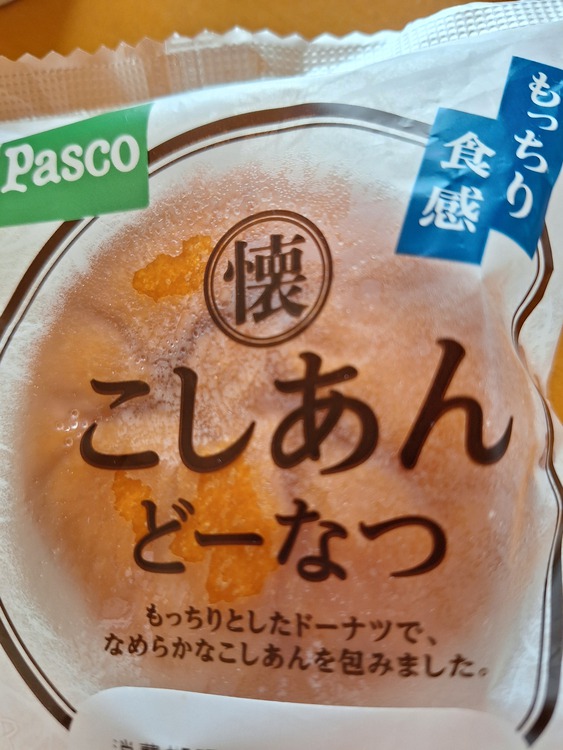 Pasco
もっちり
食感
懐
こしあん
どーなつ
もっちりとしたドーナツで、
なめらかなこしあんを包みました。